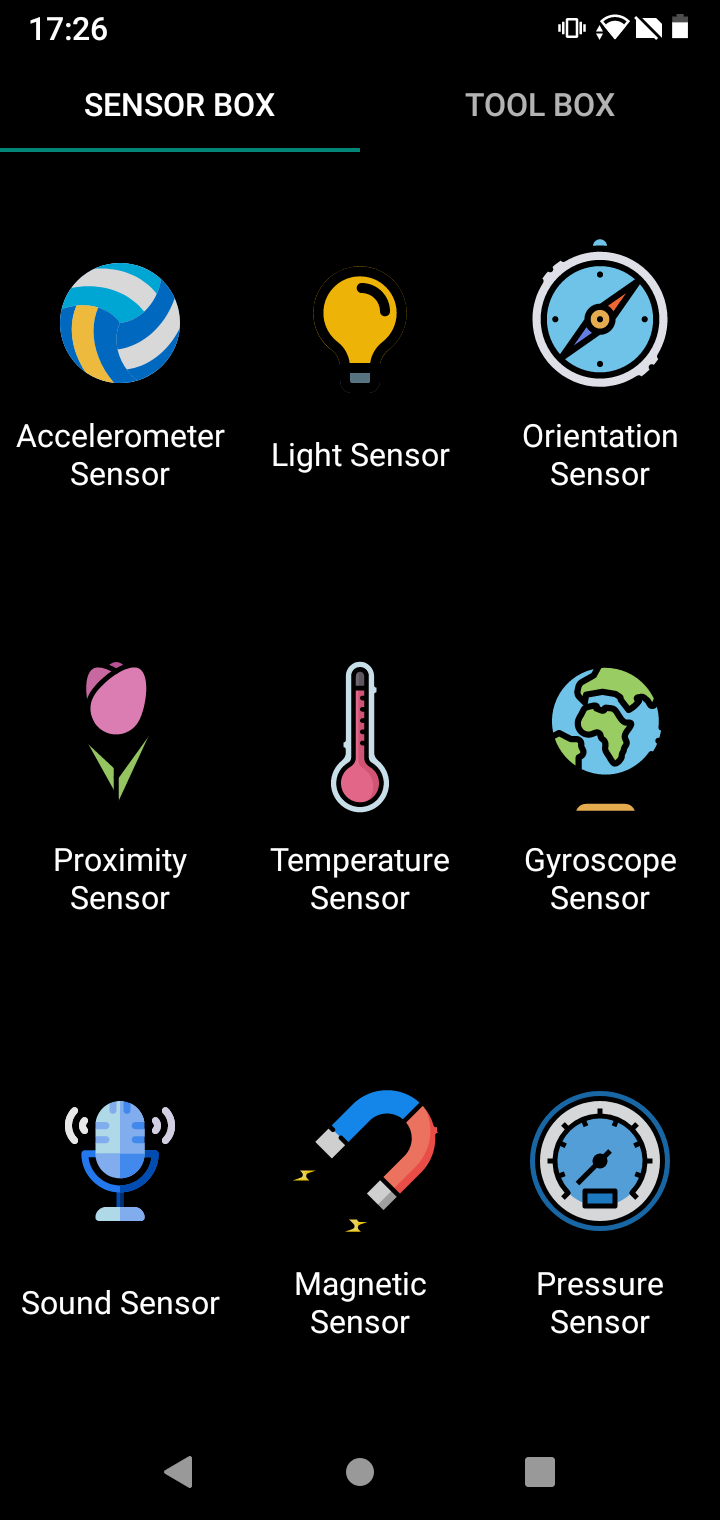 17:26
SENSOR BOX
TOOL BOX
Accelerometer
Sensor
Light Sensor
Orientation
Sensor
Proximity
Sensor
Temperature
Sensor
Gyroscope
Sensor
Sound Sensor
Magnetic
Sensor
Pressure
Sensor